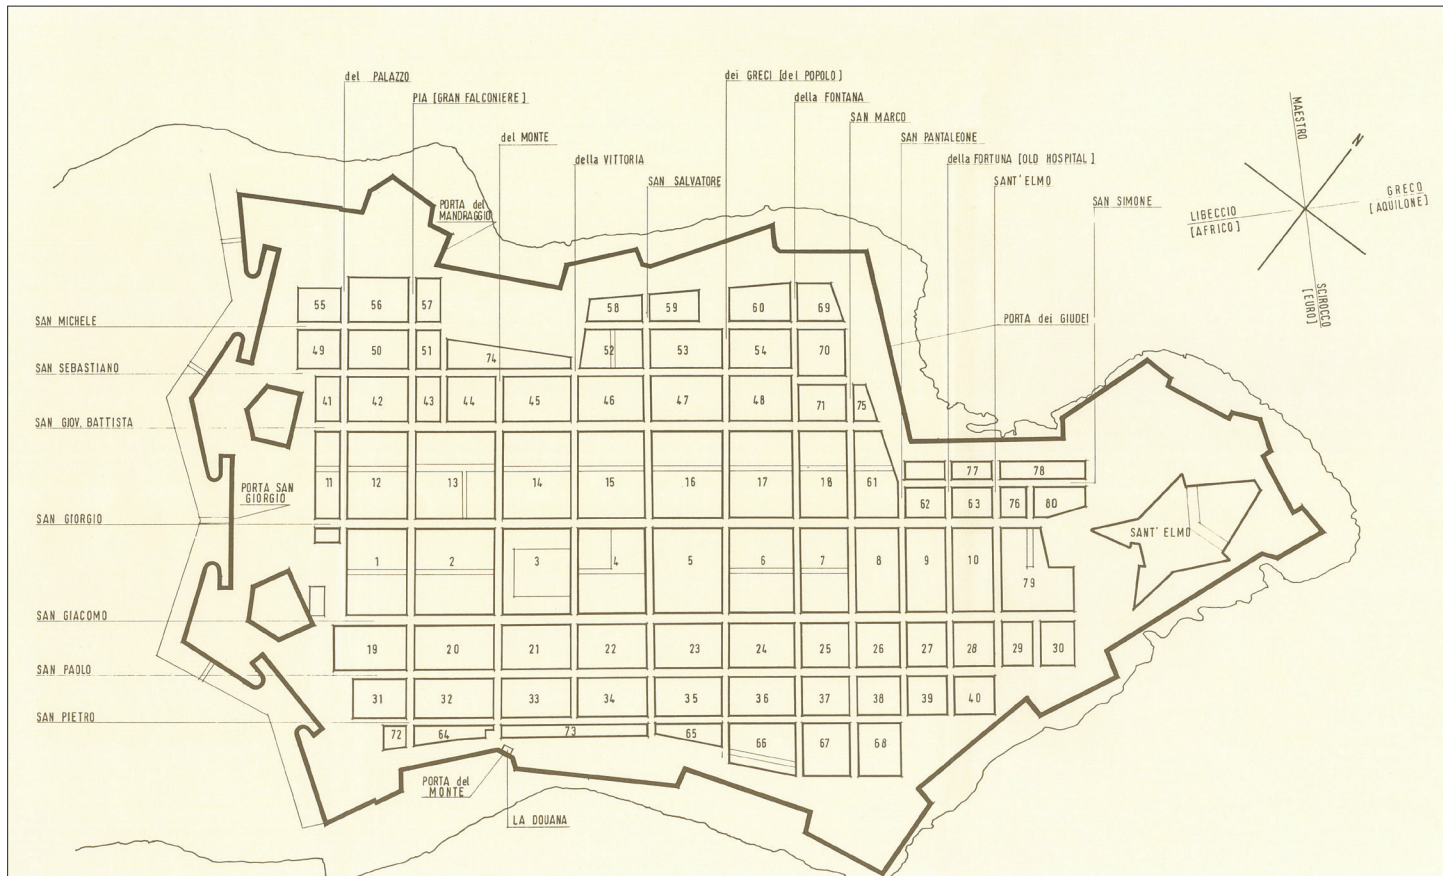 del PALAZZO
dei GRECI [del POPOLO]
PIA [GRAN FALCONIERE]
della FONTANA
MAESTRO
SAN MARCO
del MONTE
SAN PANTALEONE
N
della VITTORIA
della FORTUNA [OLD HOSPITAL]
SAN SALVATORE
SANT' ELMO
GRECO
[AQUILONE]
PORTA del
MANDRAGGIO
SAN SIMONE
LIBECCIO
[AFRICO]
SCIROCCO
[EURO]
55 56 57 58 59 60 69
SAN MICHELE
PORTA dei GIUDEI
49 50 51 74 52 53 54 70
SAN SEBASTIANO
41 42 43 44 45 46 47 48 71 75
SAN GIOV. BATTISTA
77 78
11 12 13 14 15 16 17 18 61
PORTA SAN
GIORGIO
62 63 76 80
SAN GIORGIO
SANT' ELMO
1 2 3 4 5 6 7 8 9 10 79
SAN GIACOMO
19 20 21 22 23 24 25 26 27 28 29 30
SAN PAOLO
31 32 33 34 35 36 37 38 39 40
SAN PIETRO
72 64 73 65 66 67 68
PORTA del
MONTE
LA DOUANA